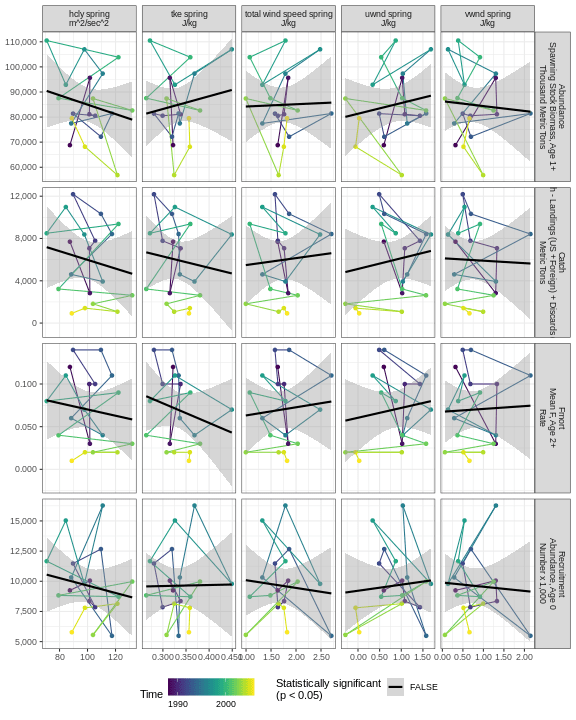 hcly spring
m^2/sec^2
tke spring
J/kg
total wind speed spring
J/kg
uwnd spring
J/kg
vwnd spring
J/kg
110,000
100,000
90,000
80,000
70,000
60,000
Abundance
Spawning Stock Biomass, Age 1+
Thousand Metric Tons
12,000
8,000
4,000
0
Catch
h - Landings (US +Foreign) + Discards
Metric Tons
0.100
0.050
0.000
Fmort
Mean F, Age 2+
Rate
15,000
12,500
10,000
7,500
5,000
Recruitment
Abundance, Age 0
Number x 1,000
80 100 120
0.300 0.350 0.400 0.450
1.00 1.50 2.00 2.50
0.00 0.50 1.00 1.50
0.00 0.50 1.00 1.50 2.00
Time
1990 2000
Statistically significant
(p < 0.05)
FALSE